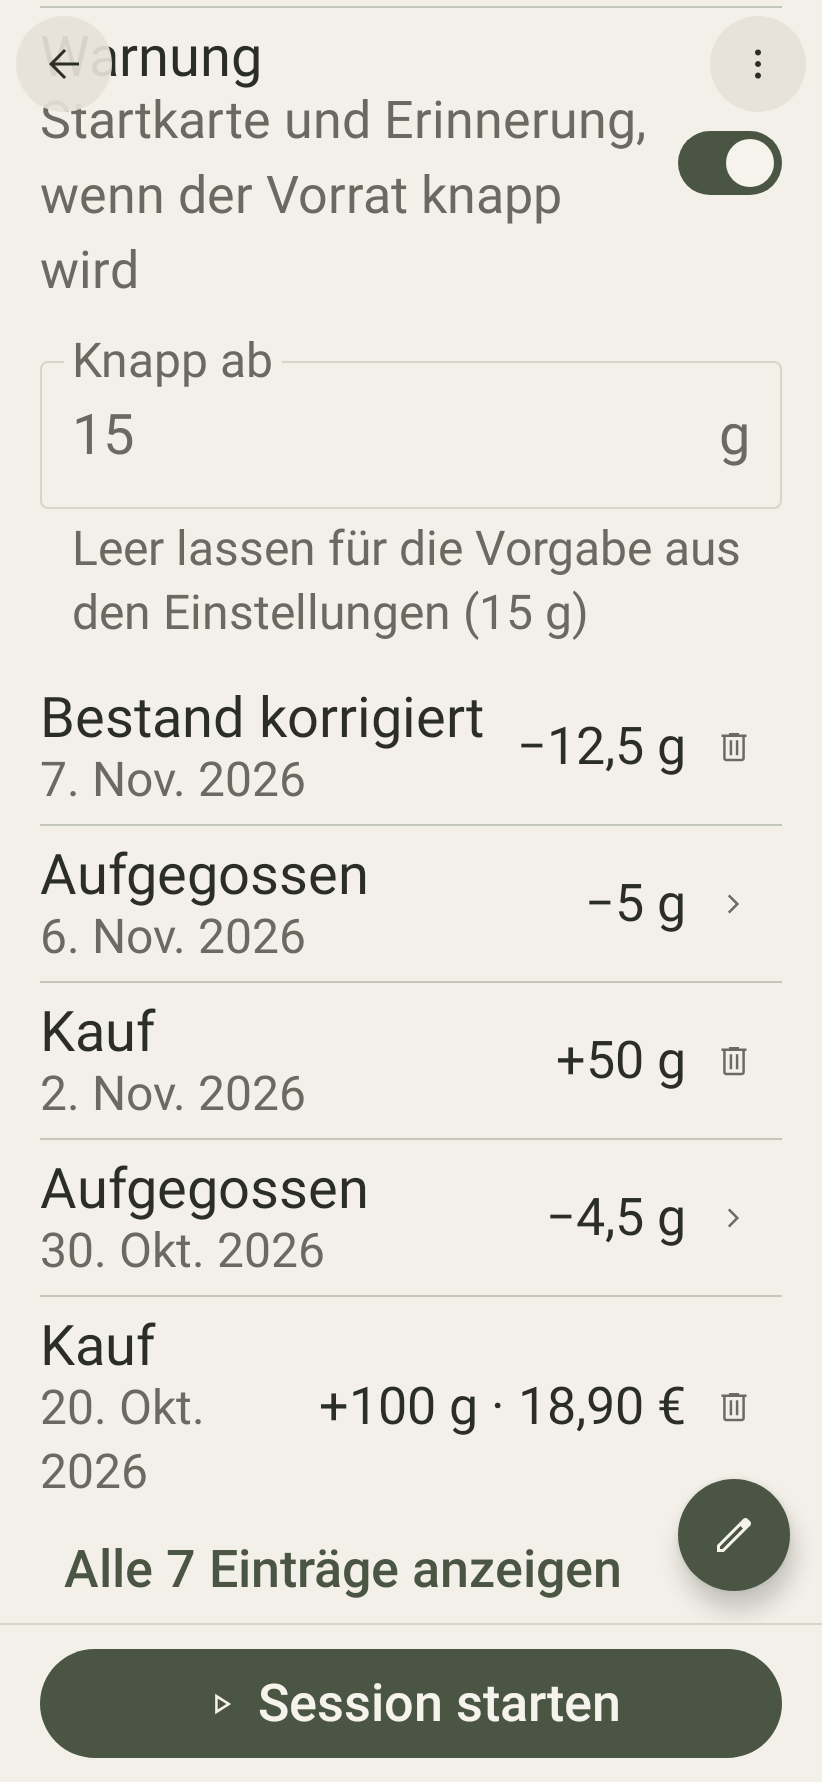 Warnung
Startkarte und Erinnerung,
wenn der Vorrat knapp
wird
Knapp ab
15 g
Leer lassen für die Vorgabe aus
den Einstellungen (15 g)
Bestand korrigiert
7. Nov. 2026
−12,5 g
Aufgegossen
6. Nov. 2026
−5 g
Kauf
2. Nov. 2026
+50 g
Aufgegossen
30. Okt. 2026
−4,5 g
Kauf
20. Okt.
2026
+100 g · 18,90 €
Alle 7 Einträge anzeigen
Session starten